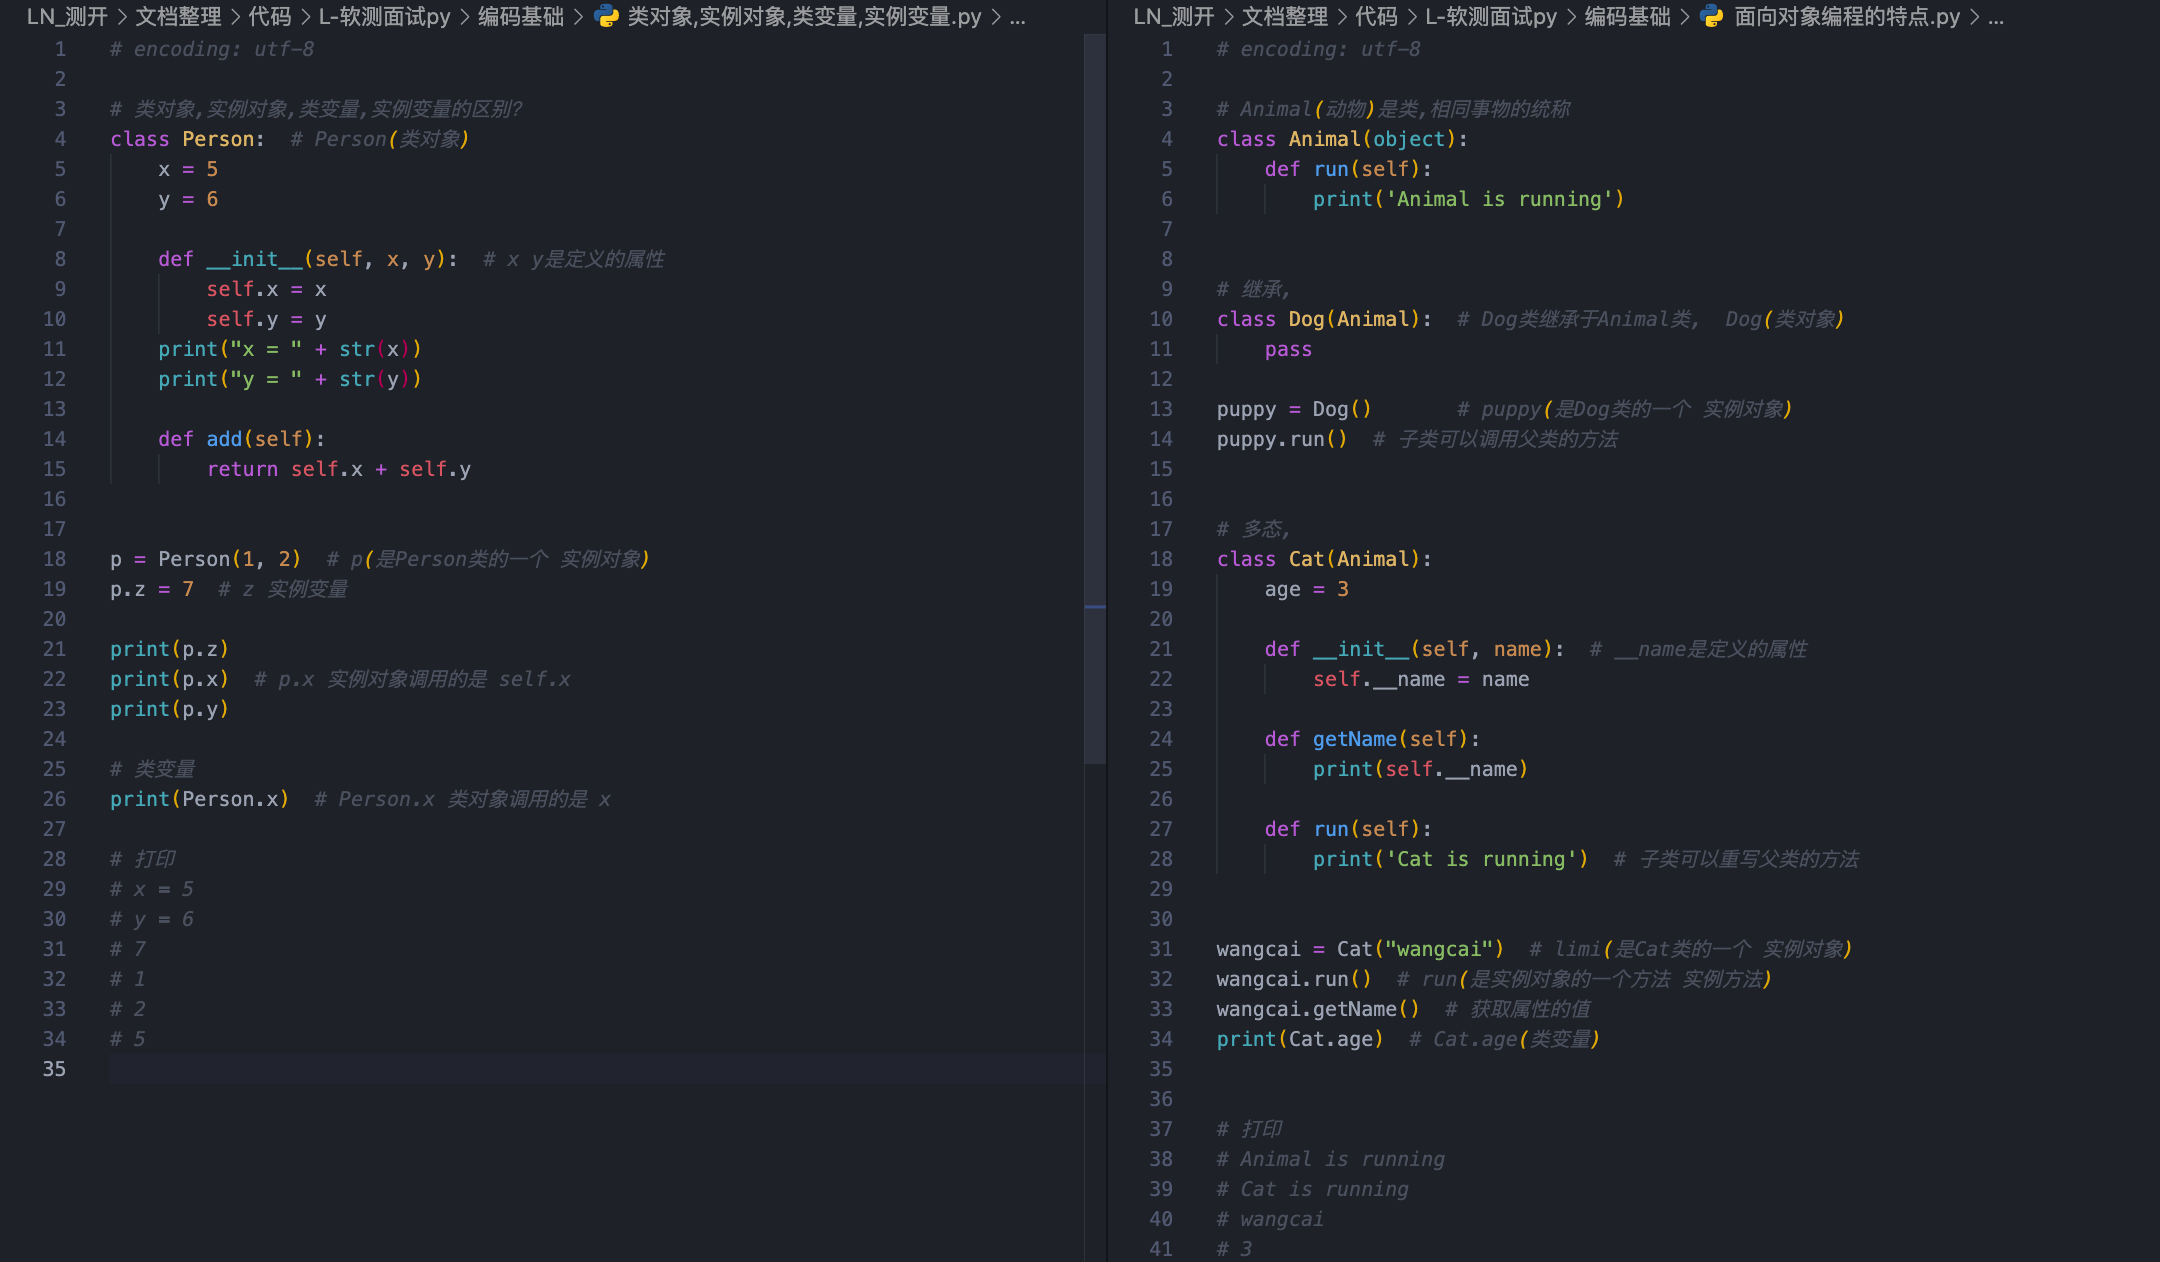 LN_测开 > 文档整理 > 代码 > L-软测面试py > 编码基础 > 类对象,实例对象,类变量,实例变量.py > ...
1 # encoding: utf-8
2
3 # 类对象,实例对象,类变量,实例变量的区别?
4 class Person:  # Person(类对象)
5     x = 5
6     y = 6
7
8     def __init__(self, x, y):  # x y是定义的属性
9         self.x = x
10         self.y = y
11     print("x = " + str(x))
12     print("y = " + str(y))
13
14     def add(self):
15         return self.x + self.y
16
17
18 p = Person(1, 2)  # p(是Person类的一个 实例对象)
19 p.z = 7  # z 实例变量
20
21 print(p.z)
22 print(p.x)  # p.x 实例对象调用的是 self.x
23 print(p.y)
24
25 # 类变量
26 print(Person.x)  # Person.x 类对象调用的是 x
27
28 # 打印
29 # x = 5
30 # y = 6
31 # 7
32 # 1
33 # 2
34 # 5
35
LN_测开 > 文档整理 > 代码 > L-软测面试py > 编码基础 > 面向对象编程的特点.py > ...
1 # encoding: utf-8
2
3 # Animal(动物)是类,相同事物的统称
4 class Animal(object):
5     def run(self):
6         print('Animal is running')
7
8
9 # 继承,
10 class Dog(Animal):  # Dog类继承于Animal类, Dog(类对象)
11     pass
12
13 puppy = Dog()       # puppy(是Dog类的一个 实例对象)
14 puppy.run()  # 子类可以调用父类的方法
15
16
17 # 多态,
18 class Cat(Animal):
19     age = 3
20
21     def __init__(self, name):  # __name是定义的属性
22         self.__name = name
23
24     def getName(self):
25         print(self.__name)
26
27     def run(self):
28         print('Cat is running')  # 子类可以重写父类的方法
29
30
31 wangcai = Cat("wangcai")  # limi(是Cat类的一个 实例对象)
32 wangcai.run()  # run(是实例对象的一个方法 实例方法)
33 wangcai.getName()  # 获取属性的值
34 print(Cat.age)  # Cat.age(类变量)
35
36
37 # 打印
38 # Animal is running
39 # Cat is running
40 # wangcai
41 # 3